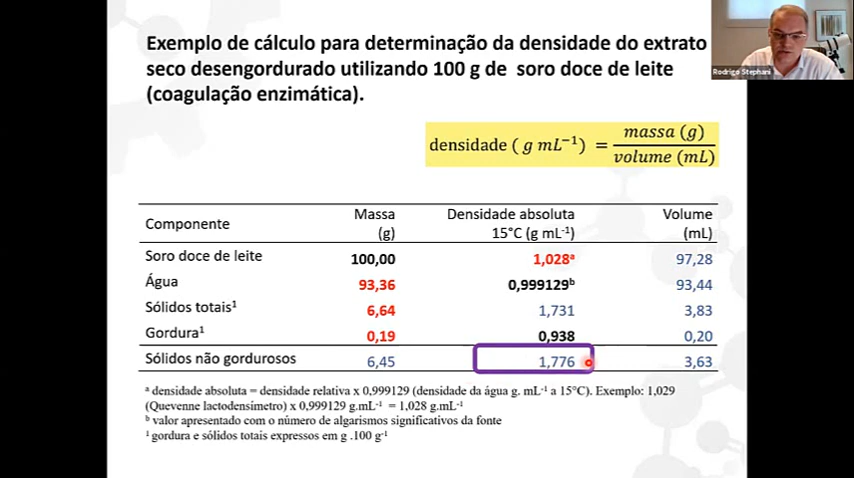 Exemplo de cálculo para determinação da densidade do extrato
seco desengordurado utilizando 100 g de soro doce de leite
(coagulação enzimática).
Rodrigo Stephani
densidade ( g mL⁻¹) = massa (g) / volume (mL)
Componente Massa (g) Densidade absoluta 15°C (g mL⁻¹) Volume (mL)
Soro doce de leite 100,00 1,028ᵃ 97,28
Água 93,36 0,999129ᵇ 93,44
Sólidos totais¹ 6,64 1,731 3,83
Gordura¹ 0,19 0,938 0,20
Sólidos não gordurosos 6,45 1,776 3,63
ᵃ densidade absoluta = densidade relativa x 0,999129 (densidade da água g. mL⁻¹ a 15°C). Exemplo: 1,029
(Quevenne lactodensímetro) x 0,999129 g.mL⁻¹ = 1,028 g.mL⁻¹
ᵇ valor apresentado com o número de algarismos significativos da fonte
¹ gordura e sólidos totais expressos em g .100 g⁻¹